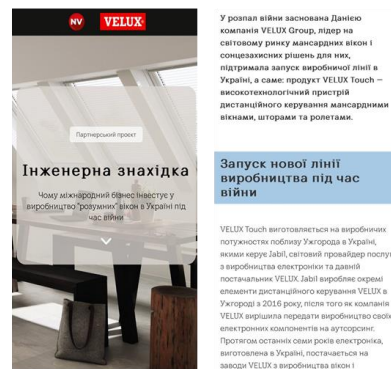 NV
VELUX
Партнерський проєкт
Інженерна знахідка
Чому міжнародний бізнес інвестує у
виробництво "розумних" вікон в Україні під
час війни
У розпал війни заснована Данією
компанія VELUX Group, лідер на
світовому ринку мансардних вікон і
сонцезахисних рішень для них,
підтримала запуск виробничої лінії в
Україні, а саме: продукт VELUX Touch —
високотехнологічний пристрій
дистанційного керування мансардними
вікнами, шторами та ролетами.
Запуск нової лінії
виробництва під час
війни
VELUX Touch виготовляється на виробничих
потужностях поблизу Ужгорода в Україні,
якими керує Jabil, світовий провайдер послуг
з виробництва електроніки та давній
постачальник VELUX. Jabil виробляє окремі
елементи дистанційного керування VELUX в
Ужгороді з 2016 року, після того як компанія
VELUX вирішила передати виробництво своїх
електронних компонентів на аутсорсинг.
Протягом останніх семи років електроніка,
виготовлена в Україні, постачається на
заводи VELUX з виробництва вікон і